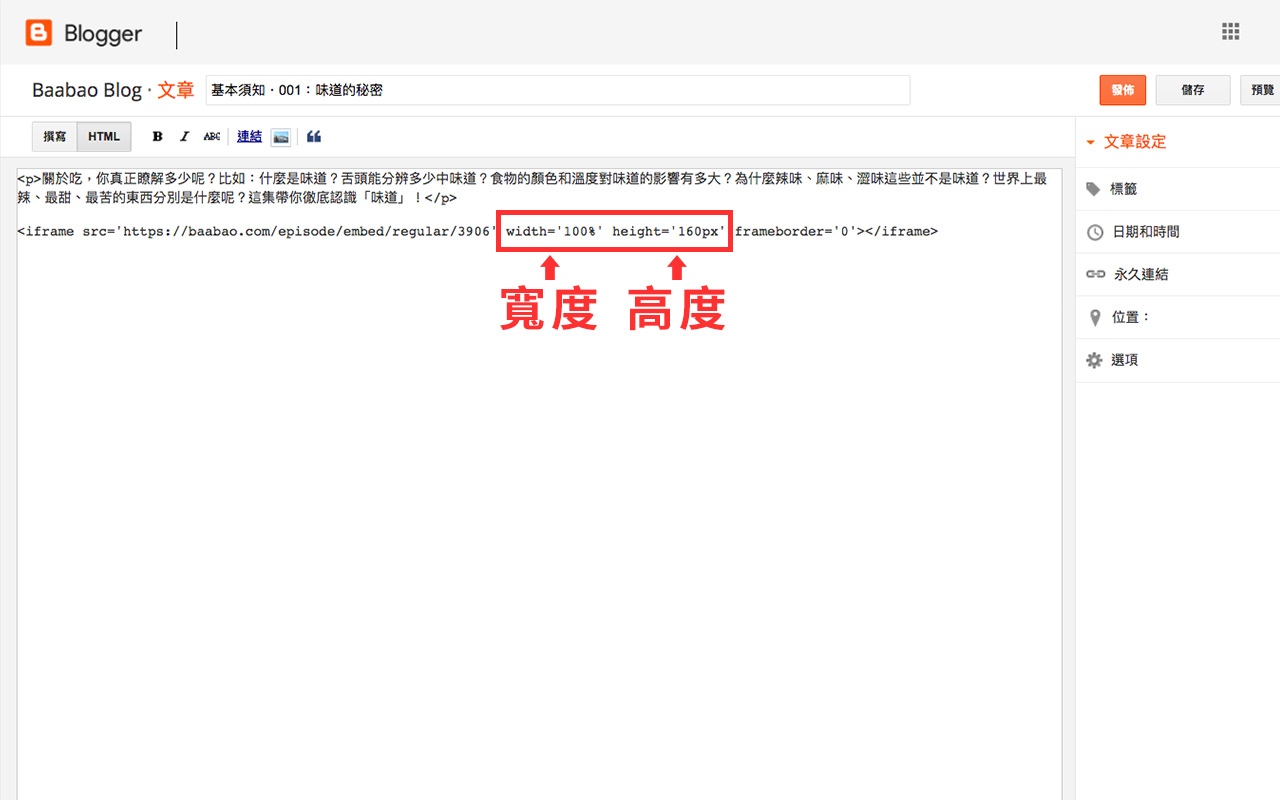 Blogger
Baabao Blog · 文章 基本須知．001：味道的秘密 發佈 儲存 預覽
撰寫 HTML B I ABC 連結 “
文章設定
<p>關於吃，你真正瞭解多少呢？比如：什麼是味道？舌頭能分辨多少中味道？食物的顏色和溫度對味道的影響有多大？為什麼辣味、麻味、澀味這些並不是味道？世界上最
辣、最甜、最苦的東西分別是什麼呢？這集帶你徹底認識「味道」！</p>
<iframe src='https://baabao.com/episode/embed/regular/3906' width='100%' height='160px' frameborder='0'></iframe>
寬度 高度
標籤
日期和時間
永久連結
位置：
選項